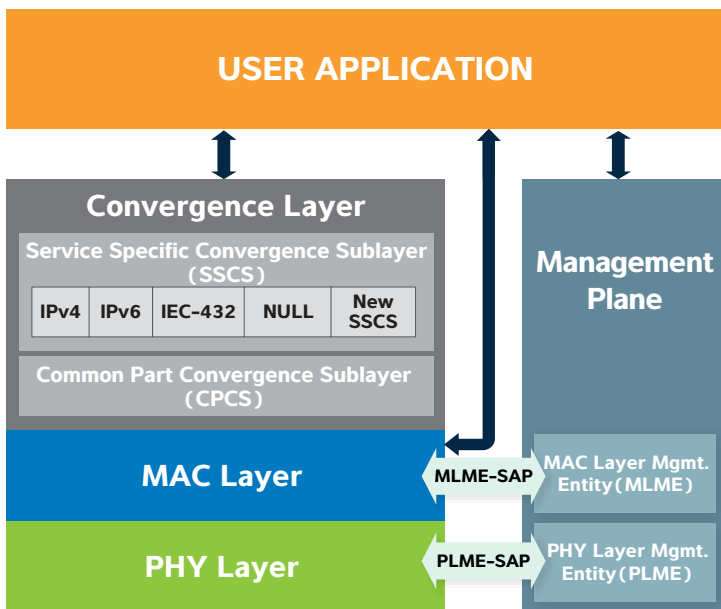 USER APPLICATION
Convergence Layer
Service Specific Convergence Sublayer
(SSCS)
IPv4
IPv6
IEC-432
NULL
New
SSCS
Common Part Convergence Sublayer
(CPCS)
MAC Layer
PHY Layer
MLME-SAP
PLME-SAP
Management
Plane
MAC Layer Mgmt.
Entity(MLME)
PHY Layer Mgmt.
Entity(PLME)